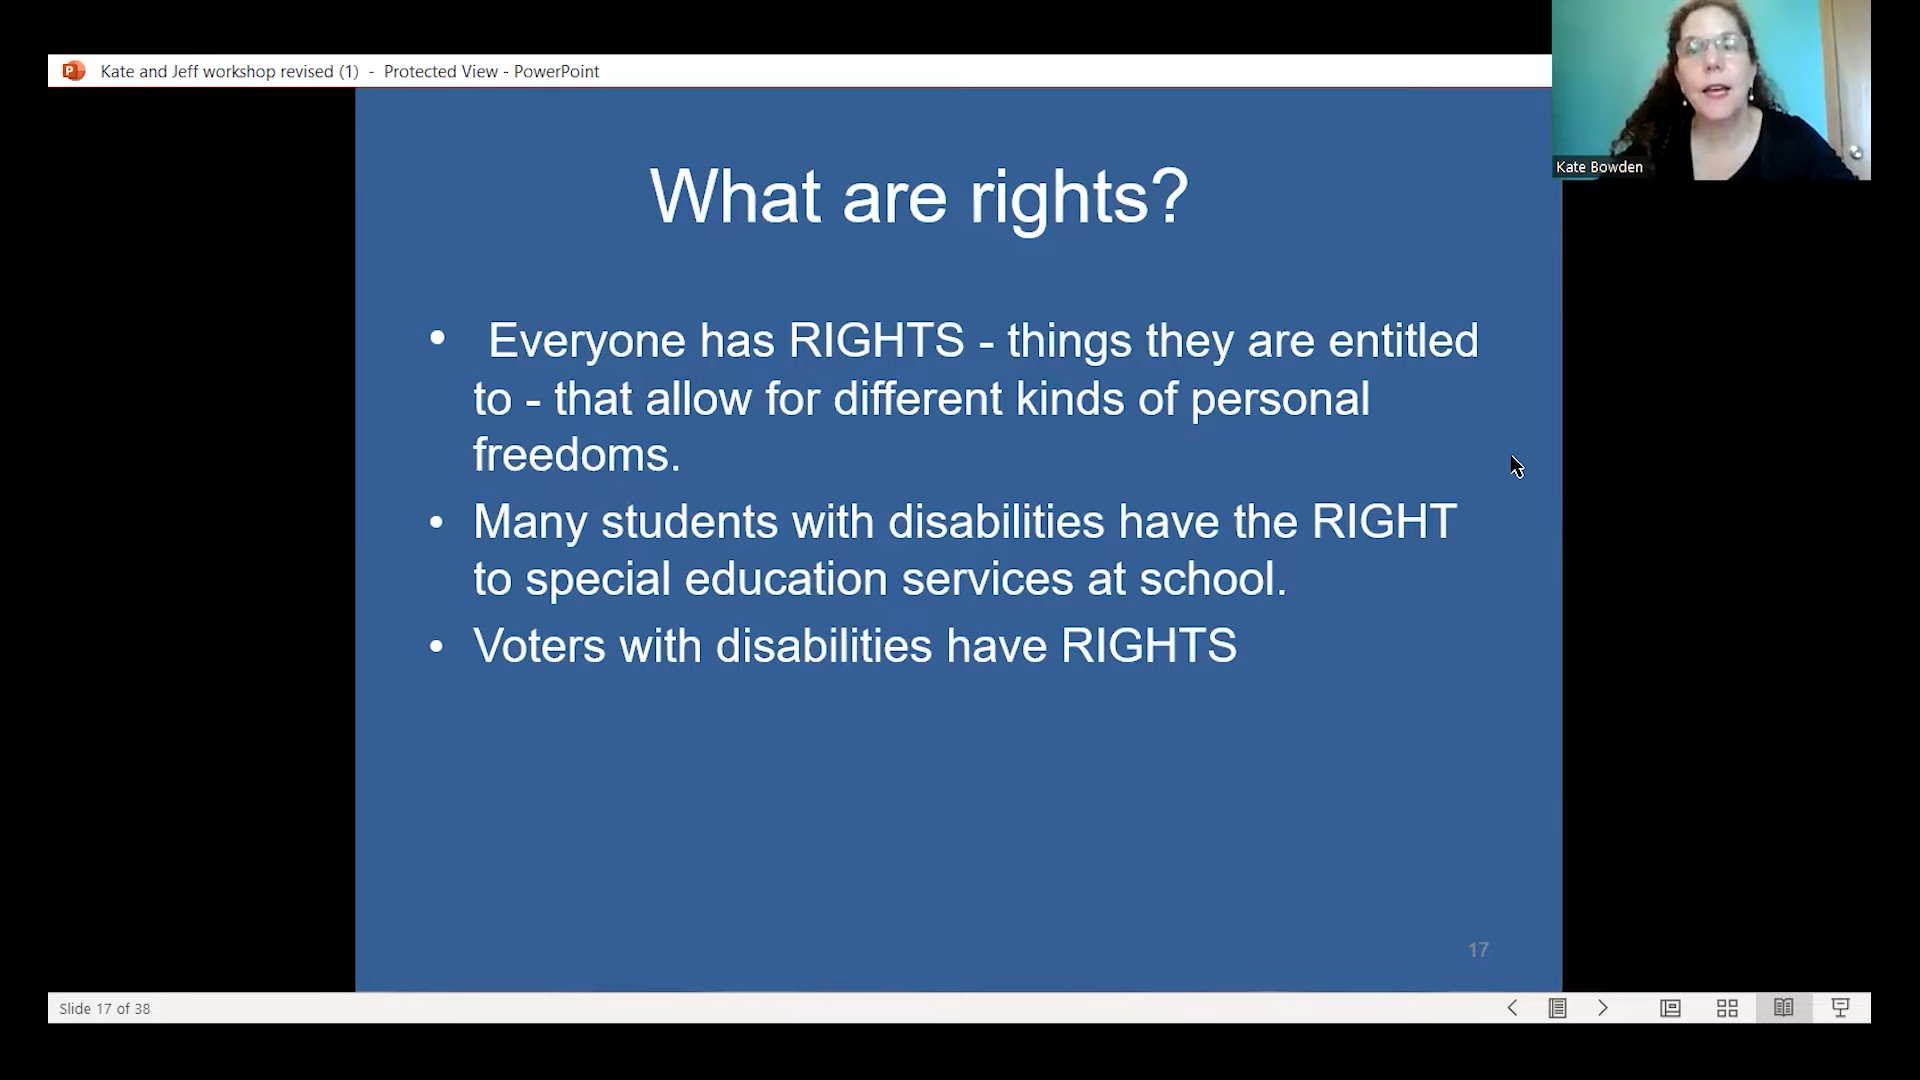 Kate and Jeff workshop revised (1) - Protected View - PowerPoint
Kate Bowden
What are rights?
• Everyone has RIGHTS - things they are entitled
to - that allow for different kinds of personal
freedoms.
• Many students with disabilities have the RIGHT
to special education services at school.
• Voters with disabilities have RIGHTS
17
Slide 17 of 38